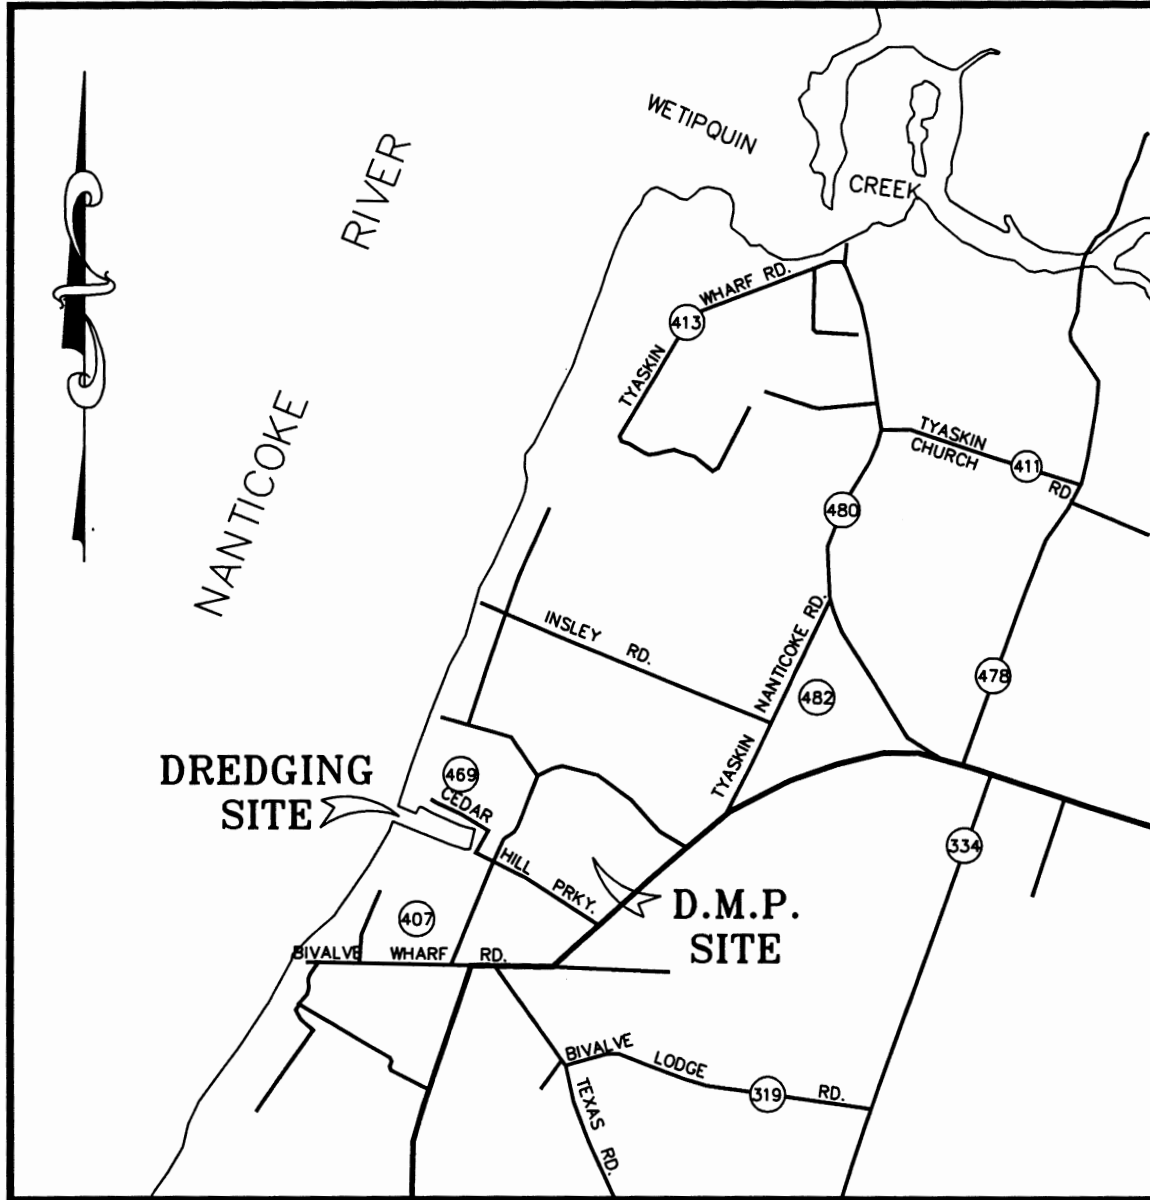 WETIPQUIN
CREEK
RIVER
NANTICOKE
WHARF RD.
413
TYASKIN
TYASKIN
CHURCH
411
RD
480
INSLEY RD.
NANTICOKE RD.
TYASKIN
482
478
DREDGING
SITE
469
CEDAR
HILL PRKY.
334
D.M.P.
SITE
407
BIVALVE WHARF RD.
BIVALVE LODGE
319
RD.
TEXAS RD.